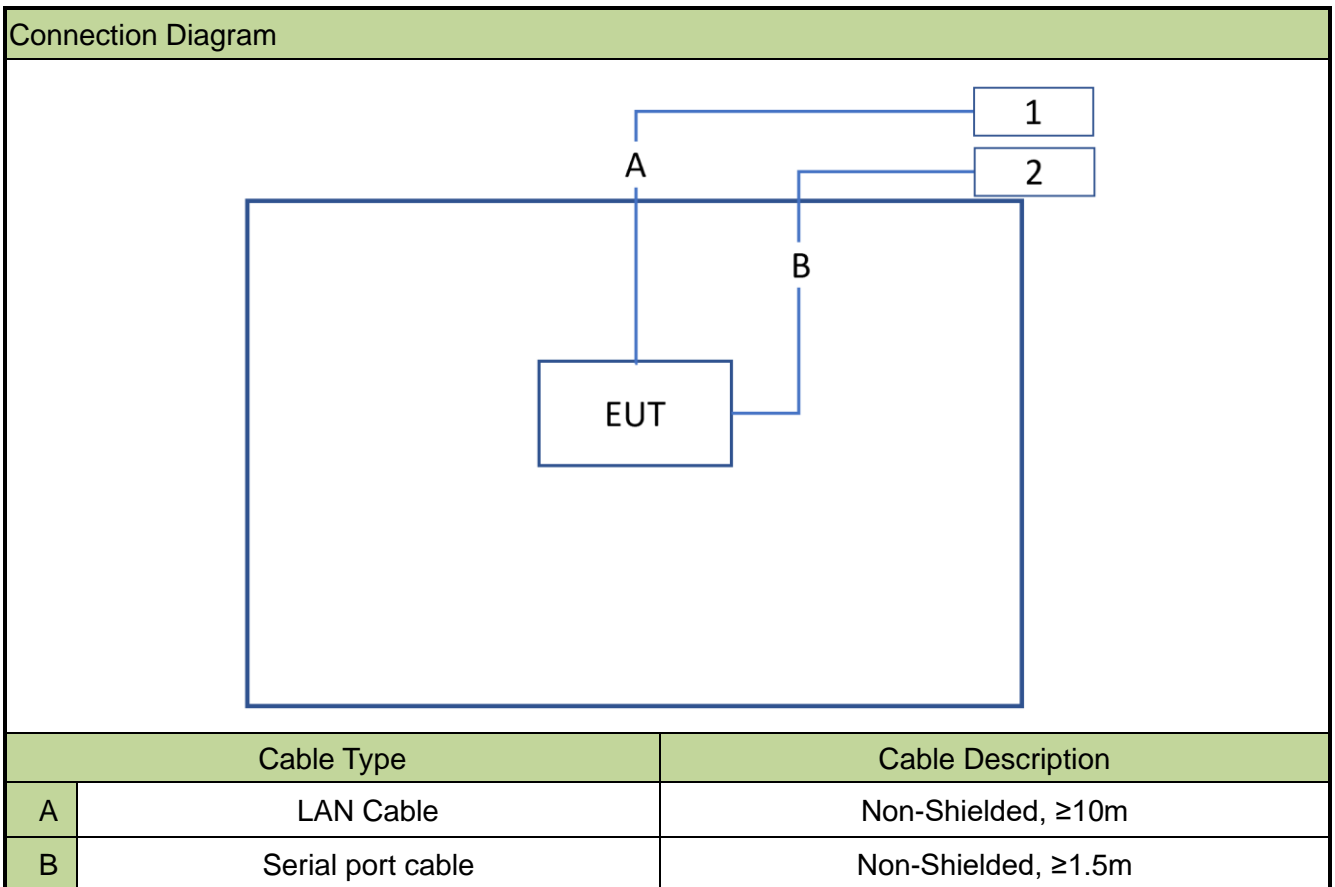 Connection Diagram
1
A
2
B
EUT
Cable Type Cable Description
A LAN Cable Non-Shielded, ≥10m
B Serial port cable Non-Shielded, ≥1.5m